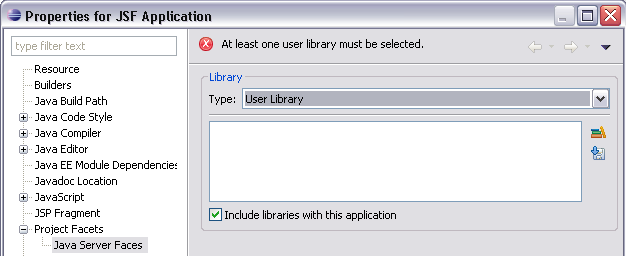 Properties for JSF Application
type filter text
Resource
Builders
Java Build Path
Java Code Style
Java Compiler
Java Editor
Java EE Module Dependencies
Javadoc Location
JavaScript
JSP Fragment
Project Facets
Java Server Faces
At least one user library must be selected.
Library
Type: User Library
Include libraries with this application